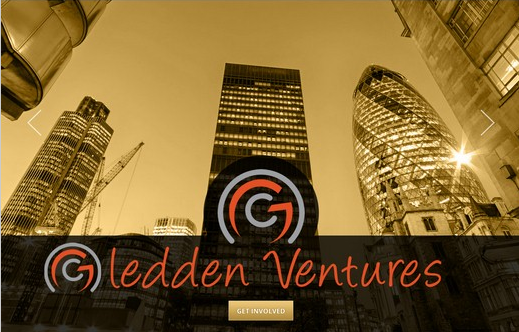 G
Gledden Ventures
GET INVOLVED